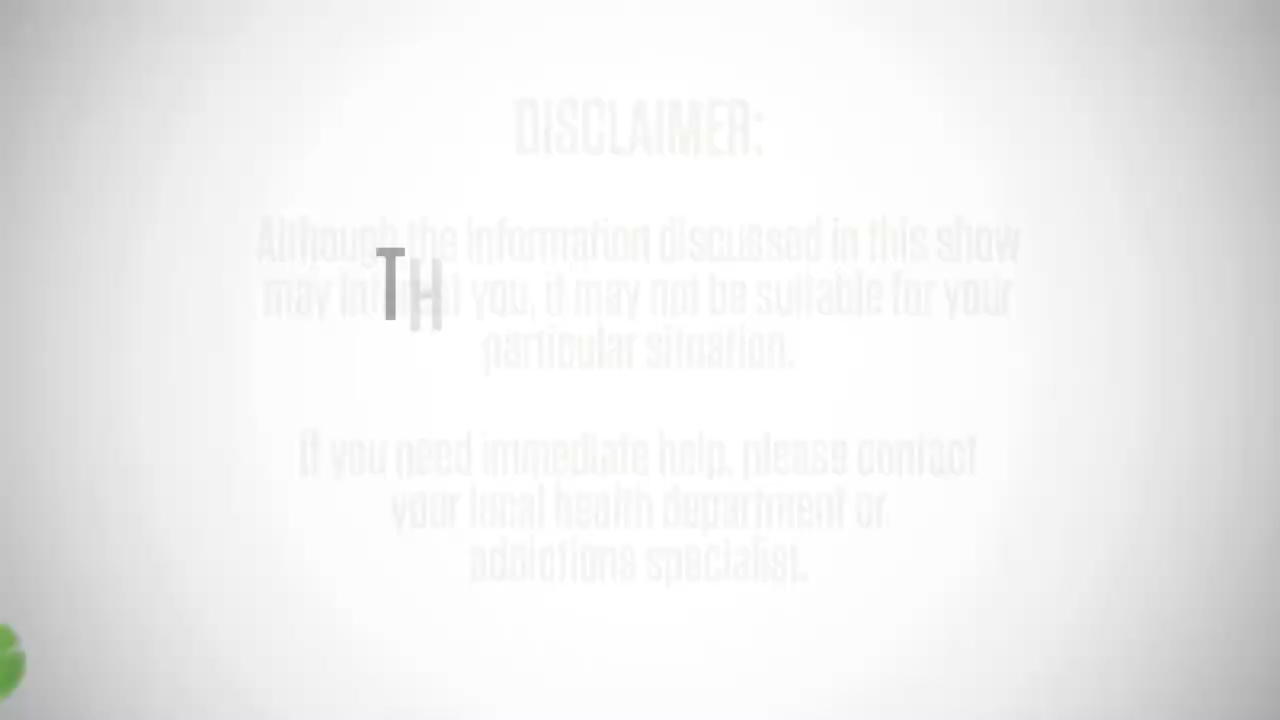 DISCLAIMER:
Although the information discussed in this show
TH
may interest you, it may not be suitable for your
particular situation.
If you need immediate help, please contact
your local health department or
addictions specialist.